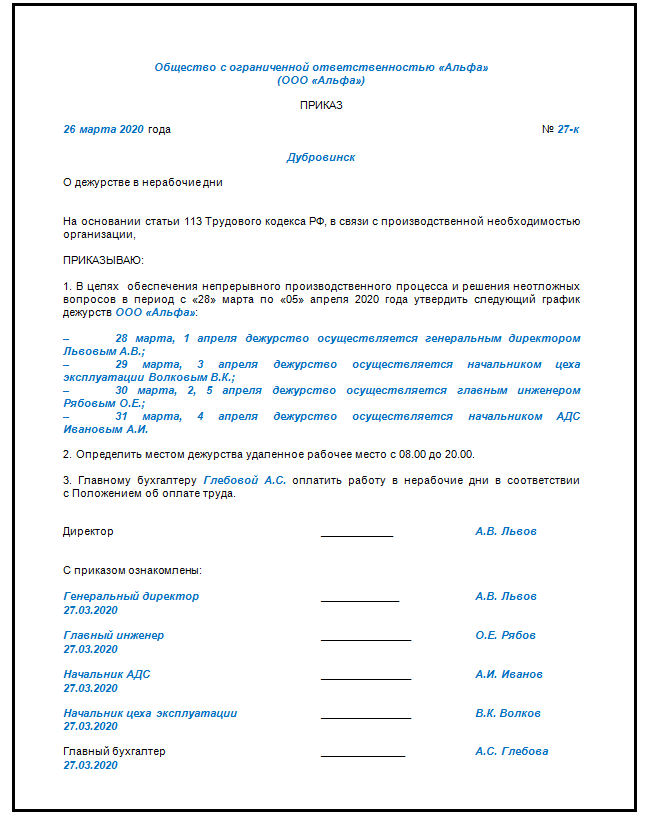 Общество с ограниченной ответственностью «Альфа»
(ООО «Альфа»)
ПРИКАЗ
26 марта 2020 года № 27-к
Дубровинск
О дежурстве в нерабочие дни
На основании статьи 113 Трудового кодекса РФ, в связи с производственной необходимостью
организации,
ПРИКАЗЫВАЮ:
1. В целях обеспечения непрерывного производственного процесса и решения неотложных
вопросов в период с «28» марта по «05» апреля 2020 года утвердить следующий график
дежурств ООО «Альфа»:
– 28 марта, 1 апреля дежурство осуществляется генеральным директором
Львовым А.В.;
– 29 марта, 3 апреля дежурство осуществляется начальником цеха
эксплуатации Волковым В.К.;
– 30 марта, 2, 5 апреля дежурство осуществляется главным инженером
Рябовым О.Е.;
– 31 марта, 4 апреля дежурство осуществляется начальником АДС
Ивановым А.И.
2. Определить местом дежурства удаленное рабочее место с 08.00 до 20.00.
3. Главному бухгалтеру Глебовой А.С. оплатить работу в нерабочие дни в соответствии
с Положением об оплате труда.
Директор ____________ А.В. Львов
С приказом ознакомлены:
Генеральный директор _____________ А.В. Львов
27.03.2020
Главный инженер _______________ О.Е. Рябов
27.03.2020
Начальник АДС _______________ А.И. Иванов
27.03.2020
Начальник цеха эксплуатации _______________ В.К. Волков
27.03.2020
Главный бухгалтер ______________ А.С. Глебова
27.03.2020